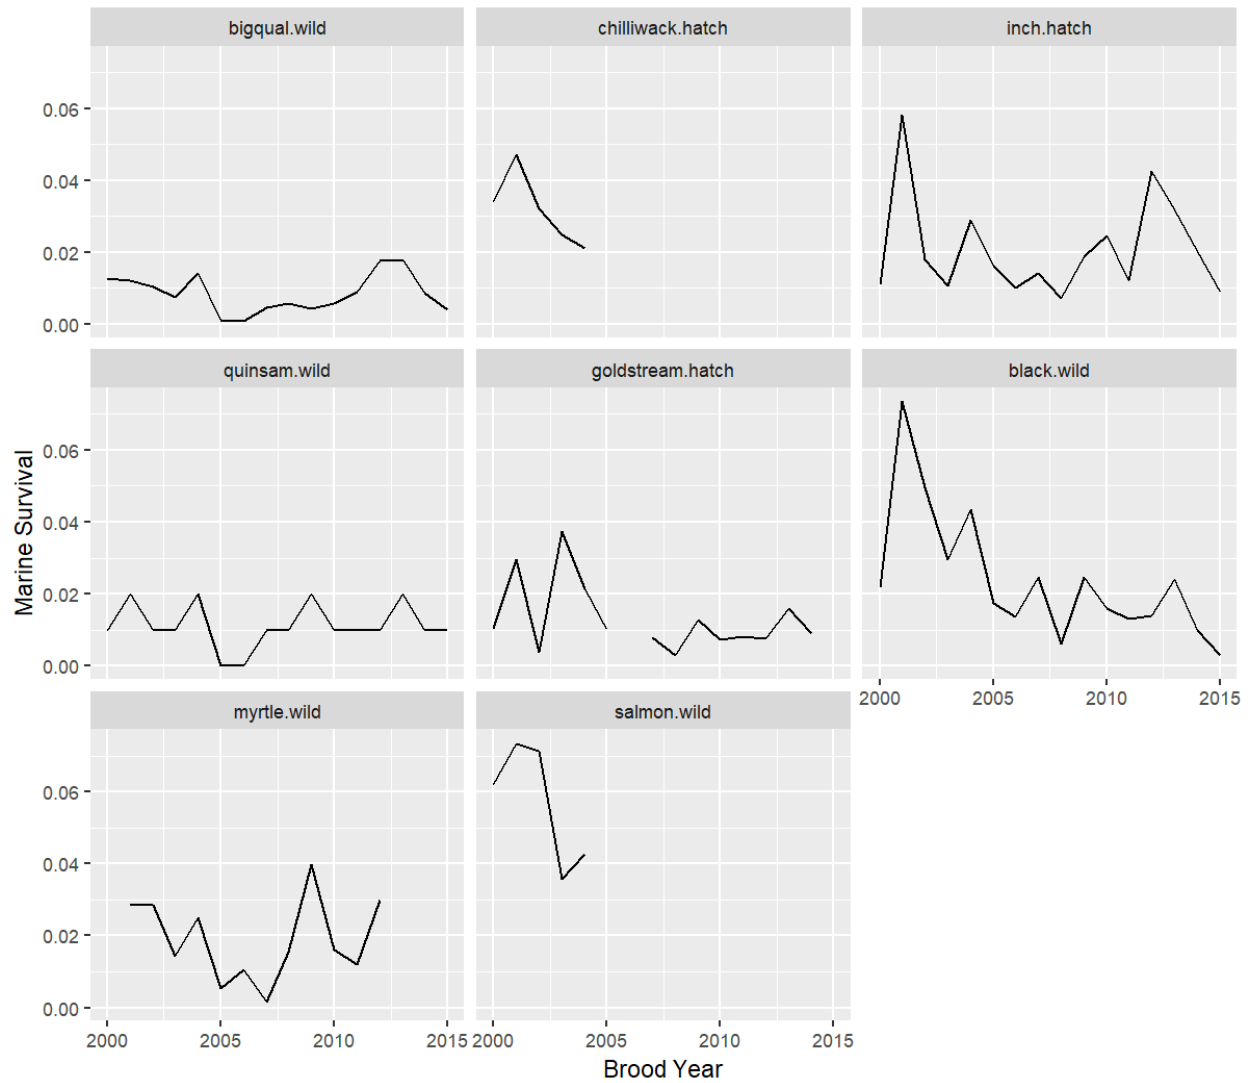 bigqual.wild
chilliwack.hatch
inch.hatch
0.06
0.04
0.02
0.00
quinsam.wild
goldstream.hatch
black.wild
0.06
0.04
0.02
0.00
2000 2005 2010 2015
myrtle.wild
salmon.wild
0.06
0.04
0.02
0.00
2000 2005 2010 2015
2000 2005 2010 2015
Marine Survival
Brood Year